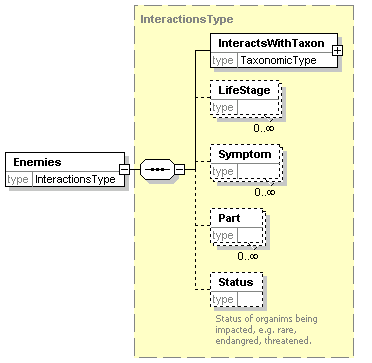 InteractionsType
InteractsWithTaxon
type TaxonomicType
LifeStage
type
0..∞
Enemies
type InteractionsType
Symptom
type
0..∞
Part
type
0..∞
Status
type
Status of organims being
impacted, e.g. rare,
endangred, threatened.